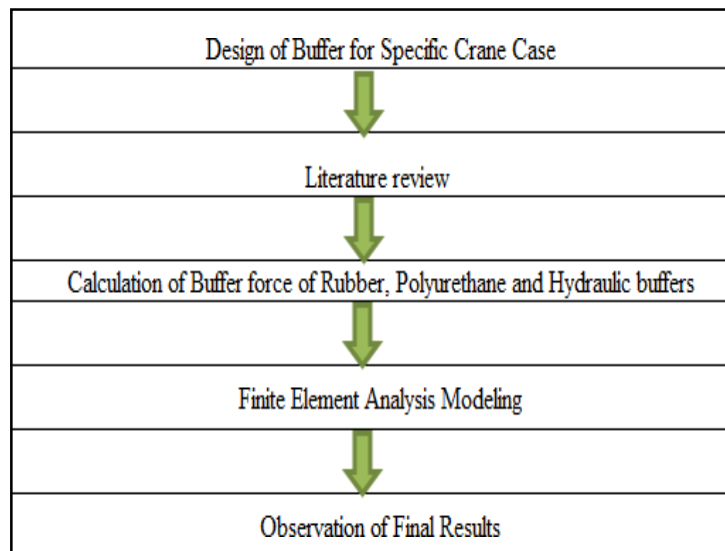 Design of Buffer for Specific Crane Case
Literature review
Calculation of Buffer force of Rubber, Polyurethane and Hydraulic buffers
Finite Element Analysis Modeling
Observation of Final Results